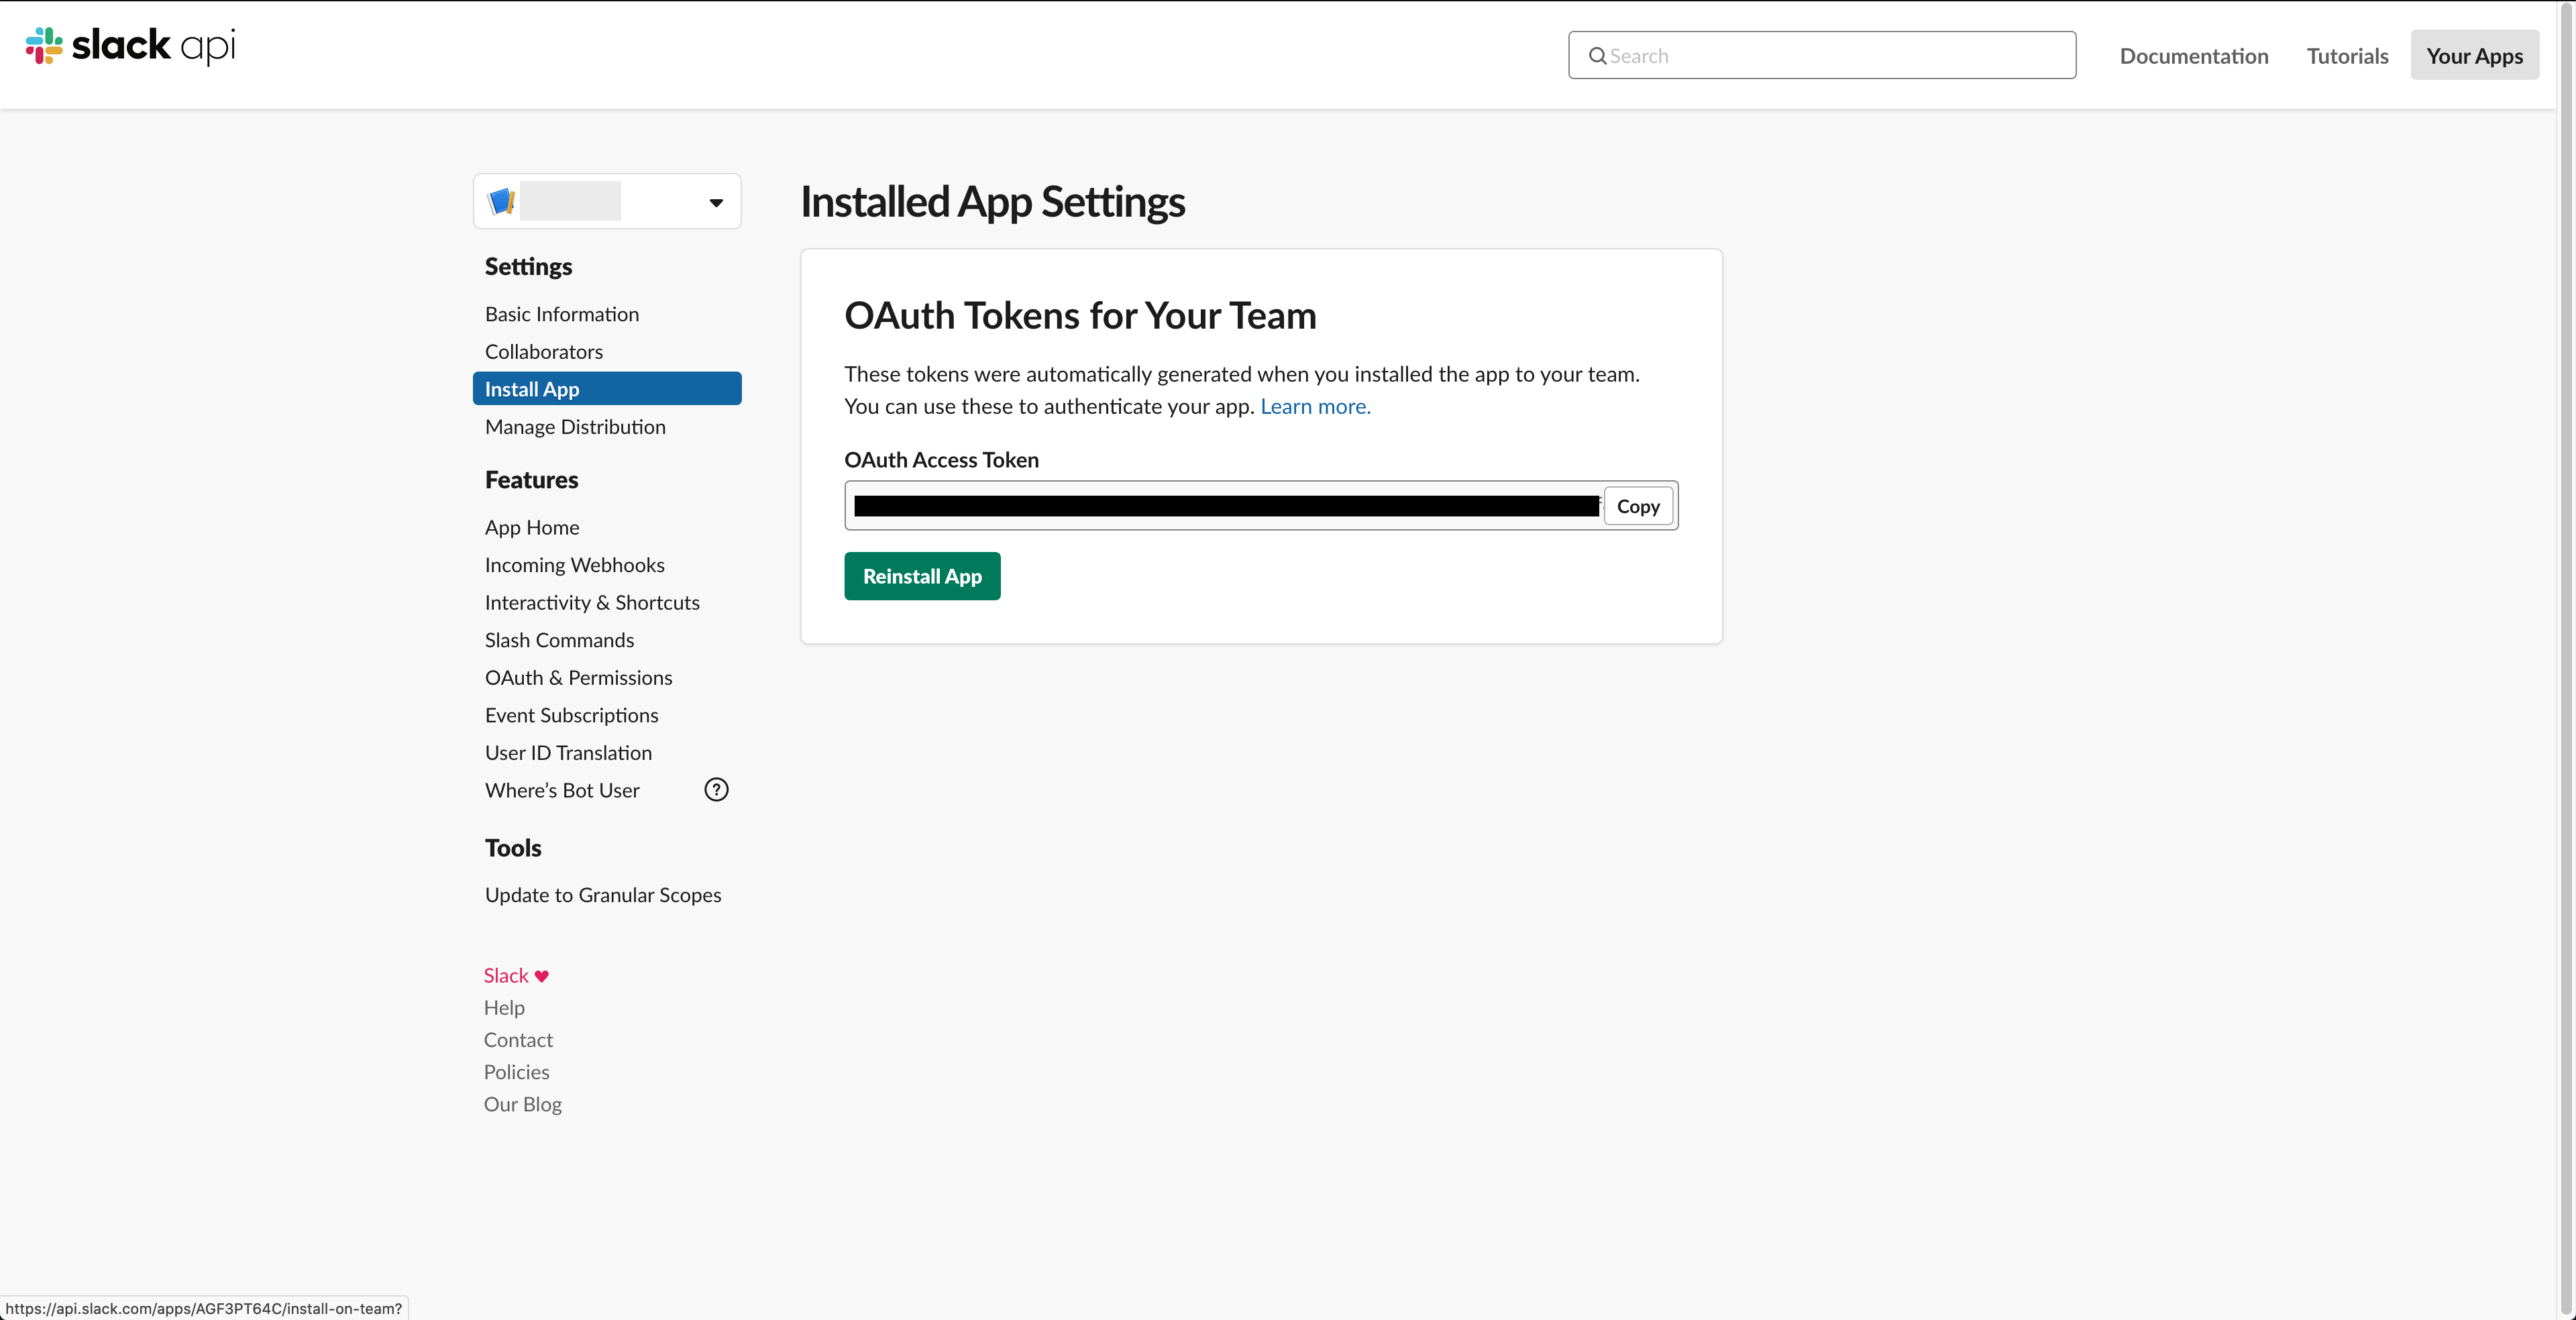 slack api
Search
Documentation
Tutorials
Your Apps
Installed App Settings
Settings
Basic Information
Collaborators
Install App
Manage Distribution
Features
App Home
Incoming Webhooks
Interactivity & Shortcuts
Slash Commands
OAuth & Permissions
Event Subscriptions
User ID Translation
Where’s Bot User
?
Tools
Update to Granular Scopes
Slack ♥
Help
Contact
Policies
Our Blog
OAuth Tokens for Your Team
These tokens were automatically generated when you installed the app to your team.
You can use these to authenticate your app. Learn more.
OAuth Access Token
Copy
Reinstall App
https://api.slack.com/apps/AGF3PT64C/install-on-team?